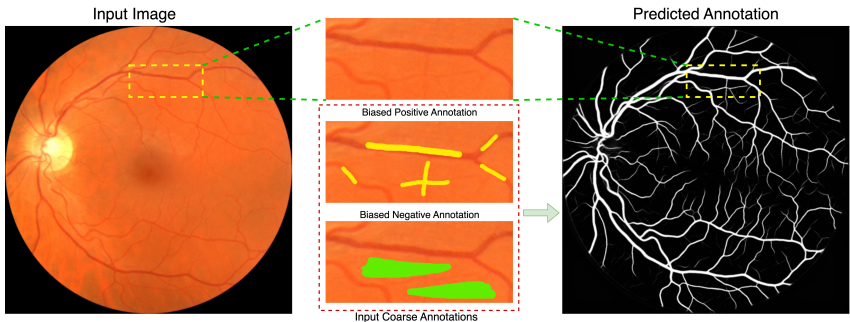 Input Image
Predicted Annotation
Biased Positive Annotation
Biased Negative Annotation
Input Coarse Annotations